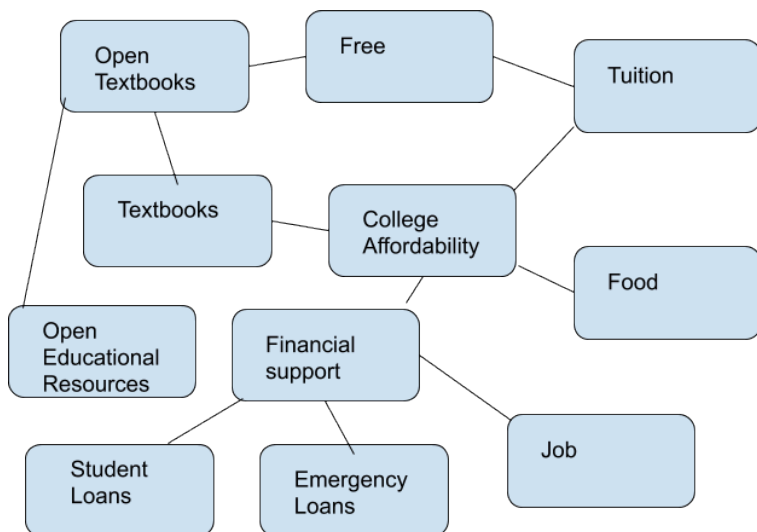 Open
Textbooks
Free
Tuition
Textbooks
College
Affordability
Food
Open
Educational
Resources
Financial
support
Job
Student
Loans
Emergency
Loans